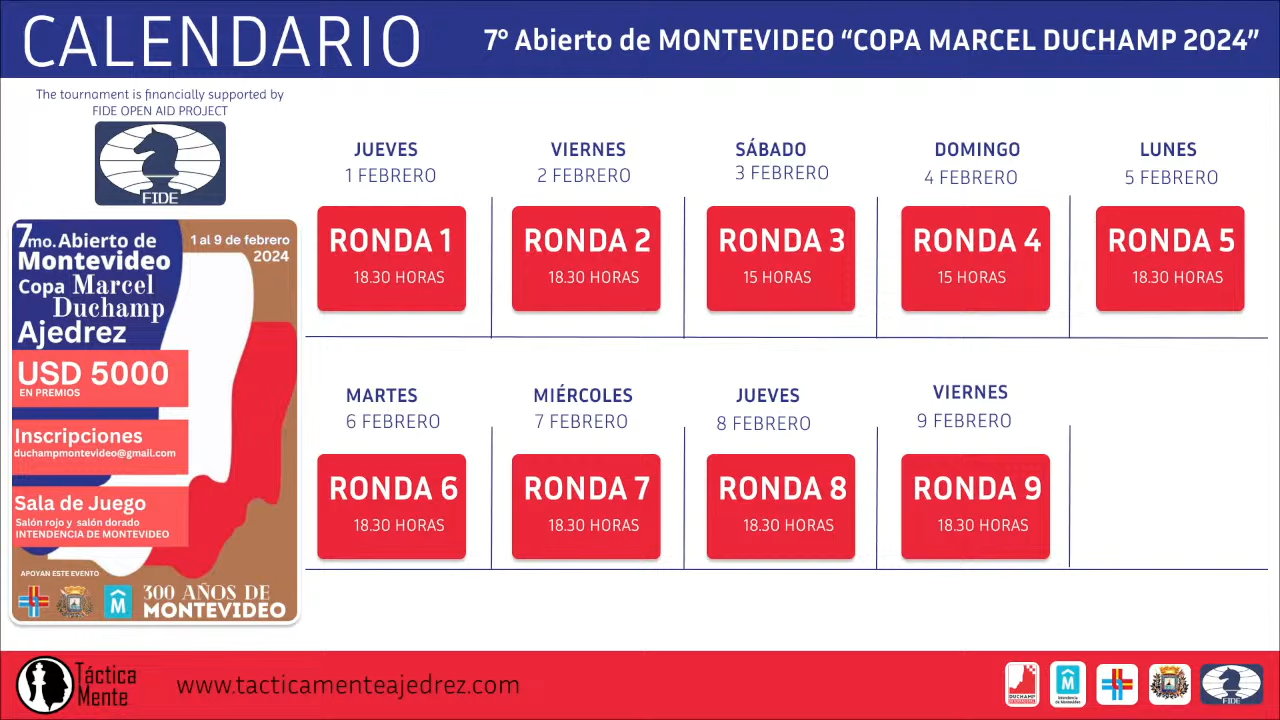 CALENDARIO
7° Abierto de MONTEVIDEO “COPA MARCEL DUCHAMP 2024”
The tournament is financially supported by
FIDE OPEN AID PROJECT
FIDE
7mo. Abierto de
Montevideo
Copa Marcel
Duchamp
Ajedrez
1 al 9 de febrero
2024
USD 5000
EN PREMIOS
Inscripciones
duchampmontevideo@gmail.com
Sala de Juego
Salón rojo y salón dorado
INTENDENCIA DE MONTEVIDEO
APOYAN ESTE EVENTO
M
300 AÑOS DE
MONTEVIDEO
JUEVES
1 FEBRERO
RONDA 1
18.30 HORAS
VIERNES
2 FEBRERO
RONDA 2
18.30 HORAS
SÁBADO
3 FEBRERO
RONDA 3
15 HORAS
DOMINGO
4 FEBRERO
RONDA 4
15 HORAS
LUNES
5 FEBRERO
RONDA 5
18.30 HORAS
MARTES
6 FEBRERO
RONDA 6
18.30 HORAS
MIÉRCOLES
7 FEBRERO
RONDA 7
18.30 HORAS
JUEVES
8 FEBRERO
RONDA 8
18.30 HORAS
VIERNES
9 FEBRERO
RONDA 9
18.30 HORAS
Táctica
Mente
www.tacticamenteajedrez.com
DUCHAMP
M
Intendencia
de Montevideo
FIDE